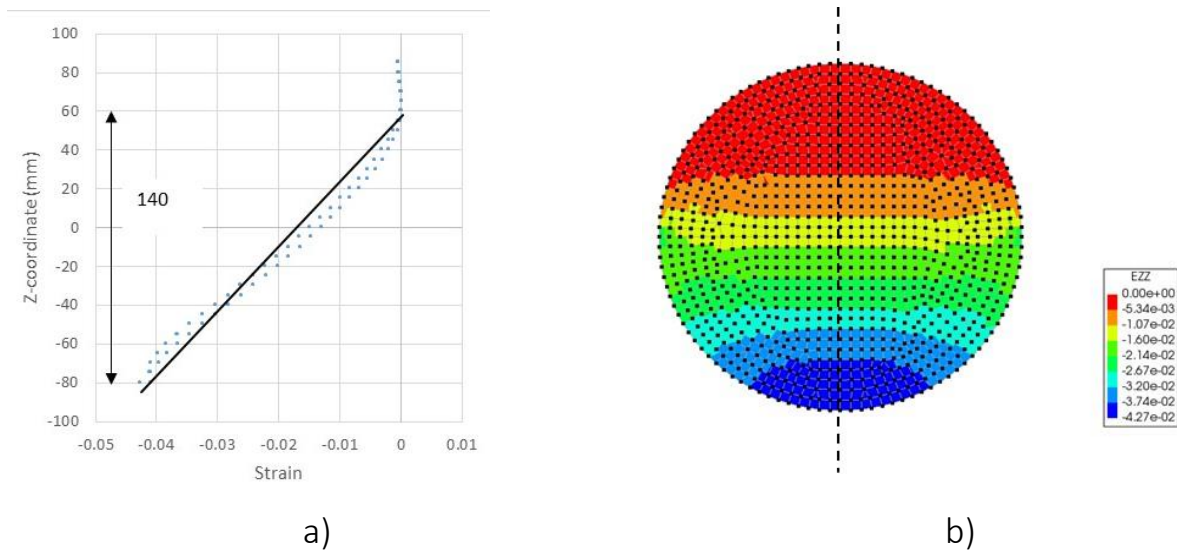 100
80
60
40
20
0
-20
-40
-60
-80
-100
Z-coordinate (mm)
140
-0.05 -0.04 -0.03 -0.02 -0.01 0 0.01
Strain
a)
EZZ
0.00e+00
-5.34e-03
-1.07e-02
-1.60e-02
-2.14e-02
-2.67e-02
-3.20e-02
-3.74e-02
-4.27e-02
b)